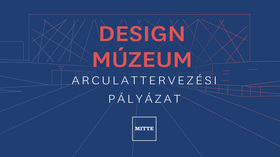 DESIGN
MÚZEUM
ARCULATTERVEZÉSI
PÁLYÁZAT
MITTE